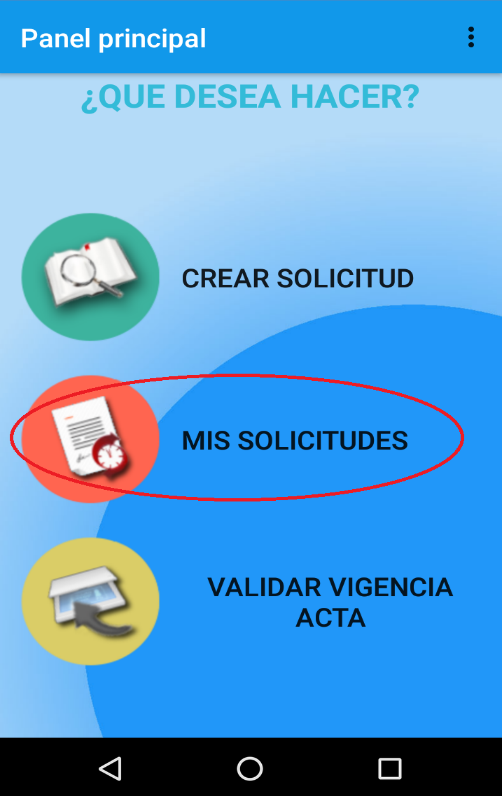 Panel principal
¿QUE DESEA HACER?
CREAR SOLICITUD
MIS SOLICITUDES
VALIDAR VIGENCIA
ACTA